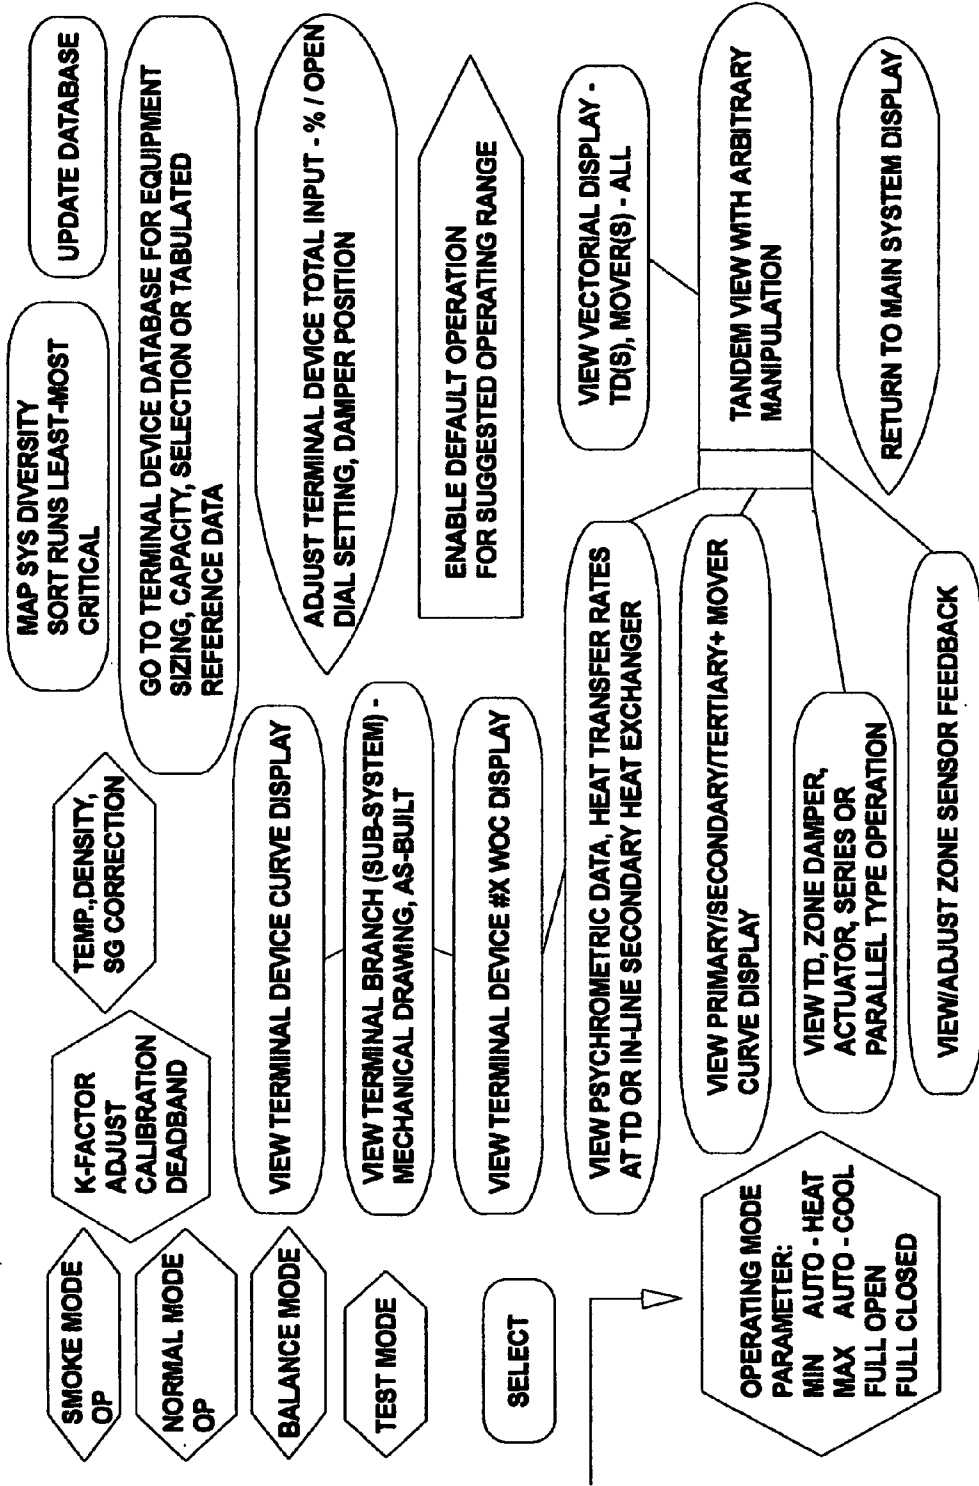 SMOKE MODE
OP
NORMAL MODE
OP
BALANCE MODE
TEST MODE
SELECT
OPERATING MODE
PARAMETER:
MIN AUTO - HEAT
MAX AUTO - COOL
FULL OPEN
FULL CLOSED
K-FACTOR
ADJUST
CALIBRATION
DEADBAND
TEMP.,DENSITY,
SG CORRECTION
MAP SYS DIVERSITY
SORT RUNS LEAST-MOST
CRITICAL
UPDATE DATABASE
GO TO TERMINAL DEVICE DATABASE FOR EQUIPMENT
SIZING, CAPACITY, SELECTION OR TABULATED
REFERENCE DATA
VIEW TERMINAL DEVICE CURVE DISPLAY
ADJUST TERMINAL DEVICE TOTAL INPUT - % / OPEN
DIAL SETTING, DAMPER POSITION
VIEW TERMINAL BRANCH (SUB-SYSTEM) -
MECHANICAL DRAWING, AS-BUILT
ENABLE DEFAULT OPERATION
FOR SUGGESTED OPERATING RANGE
VIEW TERMINAL DEVICE #X WOC DISPLAY
VIEW PSYCHROMETRIC DATA, HEAT TRANSFER RATES
AT TD OR IN-LINE SECONDARY HEAT EXCHANGER
VIEW VECTORIAL DISPLAY -
TD(S), MOVER(S) - ALL
VIEW PRIMARY/SECONDARY/TERTIARY+ MOVER
CURVE DISPLAY
TANDEM VIEW WITH ARBITRARY
MANIPULATION
VIEW TD, ZONE DAMPER,
ACTUATOR, SERIES OR
PARALLEL TYPE OPERATION
RETURN TO MAIN SYSTEM DISPLAY
VIEW/ADJUST ZONE SENSOR FEEDBACK